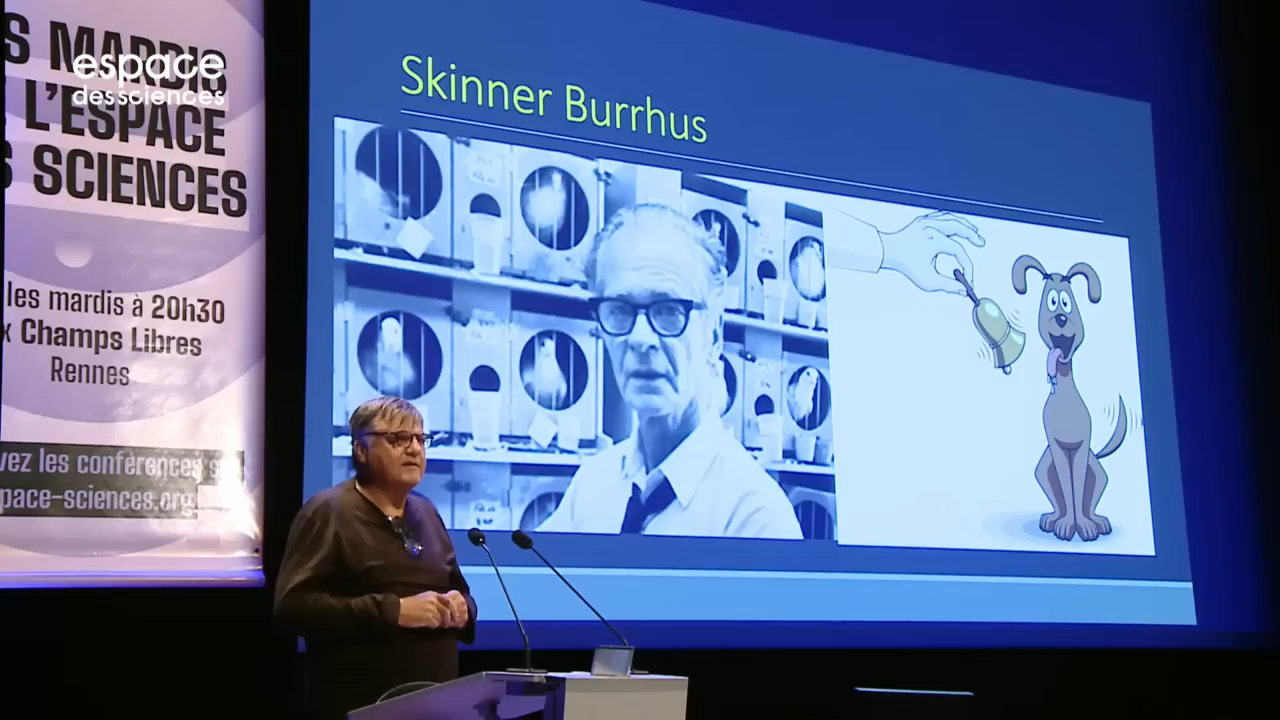 S MARDIS
L'ESPACE
S SCIENCES
espace
des sciences
les mardis à 20h30
x Champs Libres
Rennes
vez les conférences s
pace-sciences.org
Skinner Burrhus